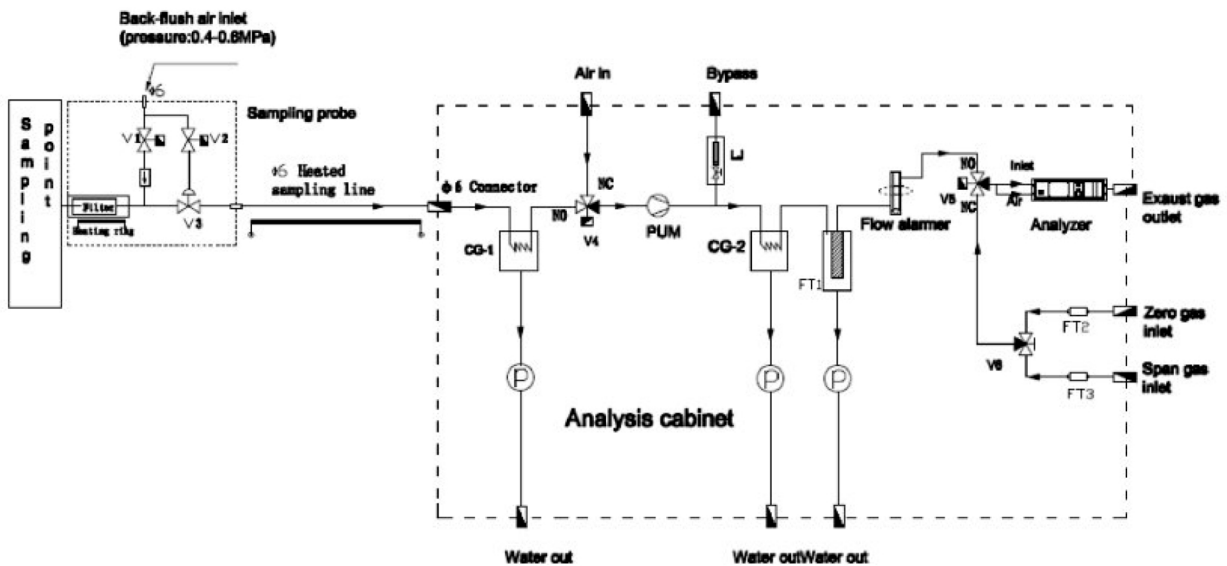 Back-flush air inlet
(pressure:0.4-0.6MPa)
ϕ6
Sampling
point
V1
V2
Sampling probe
Filter
Heating ring
V3
ϕ6 Heated
sampling line
Air in
Bypass
ϕ 6 Connector
NC
NO
V4
CG-1
PUM
CG-2
FT1
Flow alarmer
NO
V5
NC
Inlet
Air
Analyzer
Exaust gas
outlet
FT2
Zero gas
inlet
V6
FT3
Span gas
inlet
P
P
P
Analysis cabinet
Water out
Water out
Water out